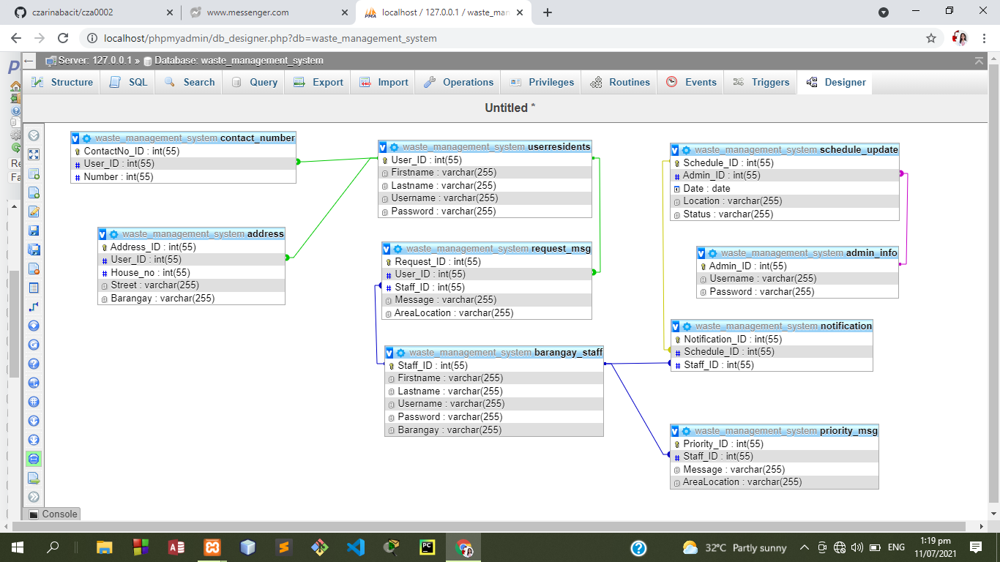 czarinabacit/cza0002
www.messenger.com
localhost / 127.0.0.1 / waste_man
localhost/phpmyadmin/db_designer.php?db=waste_management_system
Server: 127.0.0.1 » Database: waste_management_system
Structure SQL Search Query Export Import Operations Privileges Routines Events Triggers Designer
Untitled *
waste_management_system contact_number
ContactNo_ID : int(55)
User_ID : int(55)
Number : int(55)
waste_management_system address
Address_ID : int(55)
User_ID : int(55)
House_no : int(55)
Street : varchar(255)
Barangay : varchar(255)
waste_management_system userresidents
User_ID : int(55)
Firstname : varchar(255)
Lastname : varchar(255)
Username : varchar(255)
Password : varchar(255)
waste_management_system request_msg
Request_ID : int(55)
User_ID : int(55)
Staff_ID : int(55)
Message : varchar(255)
AreaLocation : varchar(255)
waste_management_system barangay_staff
Staff_ID : int(55)
Firstname : varchar(255)
Lastname : varchar(255)
Username : varchar(255)
Password : varchar(255)
Barangay : varchar(255)
waste_management_system schedule_update
Schedule_ID : int(55)
Admin_ID : int(55)
Date : date
Location : varchar(255)
Status : varchar(255)
waste_management_system admin_info
Admin_ID : int(55)
Username : varchar(255)
Password : varchar(255)
waste_management_system notification
Notification_ID : int(55)
Schedule_ID : int(55)
Staff_ID : int(55)
waste_management_system priority_msg
Priority_ID : int(55)
Staff_ID : int(55)
Message : varchar(255)
AreaLocation : varchar(255)
Re
Fa
Console
32°C Partly sunny
ENG
1:19 pm
11/07/2021